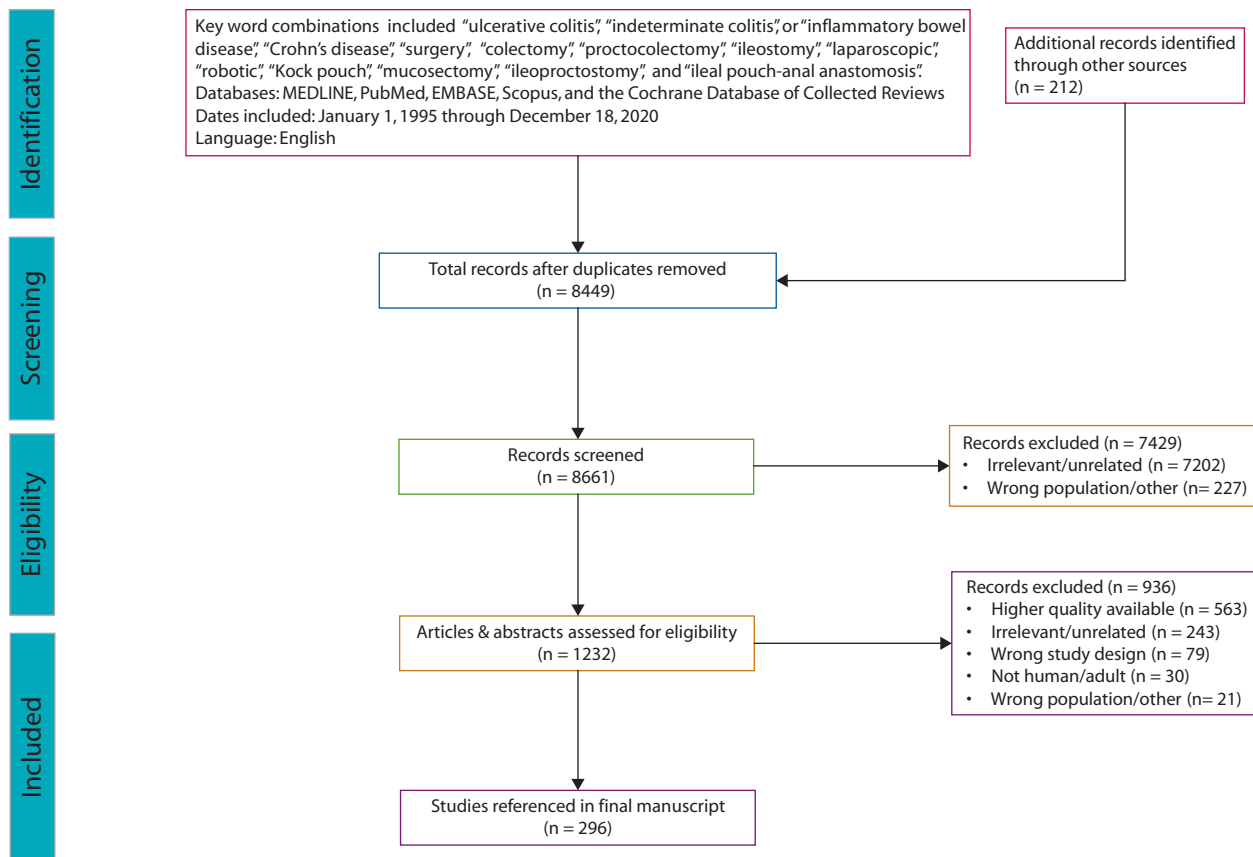 Identification
Key word combinations included “ulcerative colitis”, “indeterminate colitis”, or “inflammatory bowel
disease”, “Crohn’s disease”, “surgery”, “colectomy”, “proctocolectomy”, “ileostomy”, “laparoscopic”,
“robotic”, “Kock pouch”, “mucosectomy”, “ileoproctostomy”, and “ileal pouch-anal anastomosis”.
Databases: MEDLINE, PubMed, EMBASE, Scopus, and the Cochrane Database of Collected Reviews
Dates included: January 1, 1995 through December 18, 2020
Language: English
Additional records identified
through other sources
(n = 212)
Screening
Total records after duplicates removed
(n = 8449)
Eligibility
Records screened
(n = 8661)
Records excluded (n = 7429)
• Irrelevant/unrelated (n = 7202)
• Wrong population/other (n= 227)
Included
Articles & abstracts assessed for eligibility
(n = 1232)
Records excluded (n = 936)
• Higher quality available (n = 563)
• Irrelevant/unrelated (n = 243)
• Wrong study design (n = 79)
• Not human/adult (n = 30)
• Wrong population/other (n= 21)
Studies referenced in final manuscript
(n = 296)